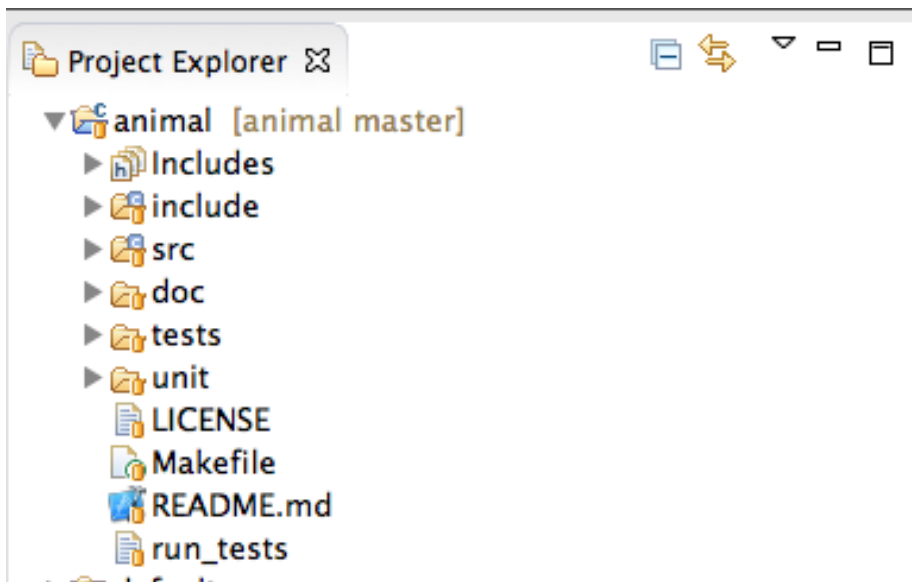 Project Explorer
animal [animal master]
Includes
include
src
doc
tests
unit
LICENSE
Makefile
README.md
run_tests